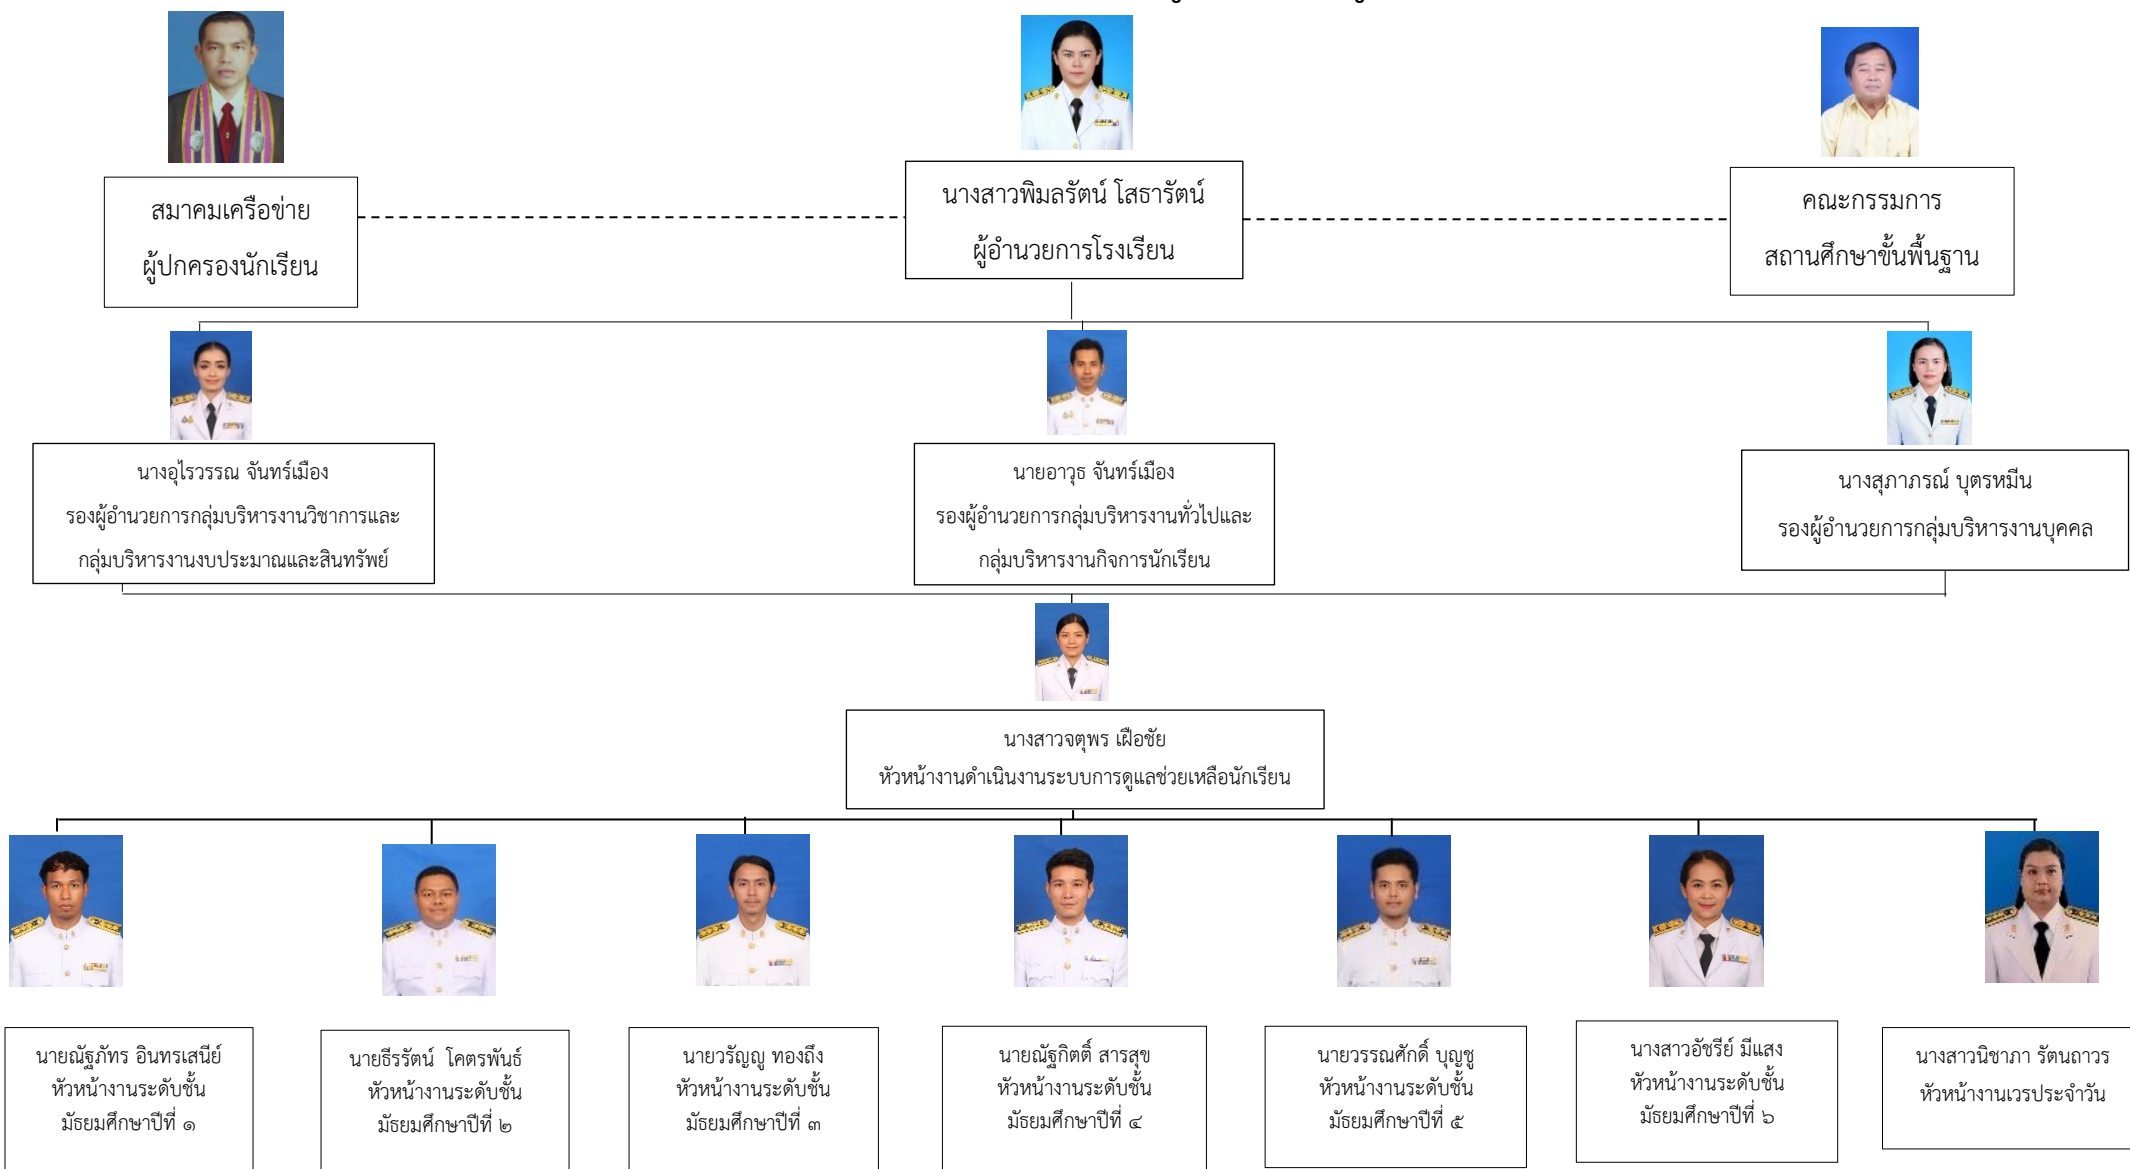 สมาคมเครือข่าย
ผู้ปกครองนักเรียน
นางสาวพิมลรัตน์ โสธารัตน์
ผู้อำนวยการโรงเรียน
คณะกรรมการ
สถานศึกษาขั้นพื้นฐาน
นางอุไรวรรณ จันทร์เมือง
รองผู้อำนวยการกลุ่มบริหารงานวิชาการและ
กลุ่มบริหารงานงบประมาณและสินทรัพย์
นายอาวุธ จันทร์เมือง
รองผู้อำนวยการกลุ่มบริหารงานทั่วไปและ
กลุ่มบริหารงานกิจการนักเรียน
นางสุภาภรณ์ บุตรหมีน
รองผู้อำนวยการกลุ่มบริหารงานบุคคล
นางสาวจตุพร เฝือชัย
หัวหน้างานดำเนินงานระบบการดูแลช่วยเหลือนักเรียน
นายณัฐภัทร อินทรเสนีย์
หัวหน้างานระดับชั้น
มัธยมศึกษาปีที่ ๑
นายธีรรัตน์ โคตรพันธ์
หัวหน้างานระดับชั้น
มัธยมศึกษาปีที่ ๒
นายวรัญญู ทองถึง
หัวหน้างานระดับชั้น
มัธยมศึกษาปีที่ ๓
นายณัฐกิตติ์ สารสุข
หัวหน้างานระดับชั้น
มัธยมศึกษาปีที่ ๔
นายวรรณศักดิ์ บุญชู
หัวหน้างานระดับชั้น
มัธยมศึกษาปีที่ ๕
นางสาวอัชรีย์ มีแสง
หัวหน้างานระดับชั้น
มัธยมศึกษาปีที่ ๖
นางสาวนิชาภา รัตนถาวร
หัวหน้างานเวรประจำวัน